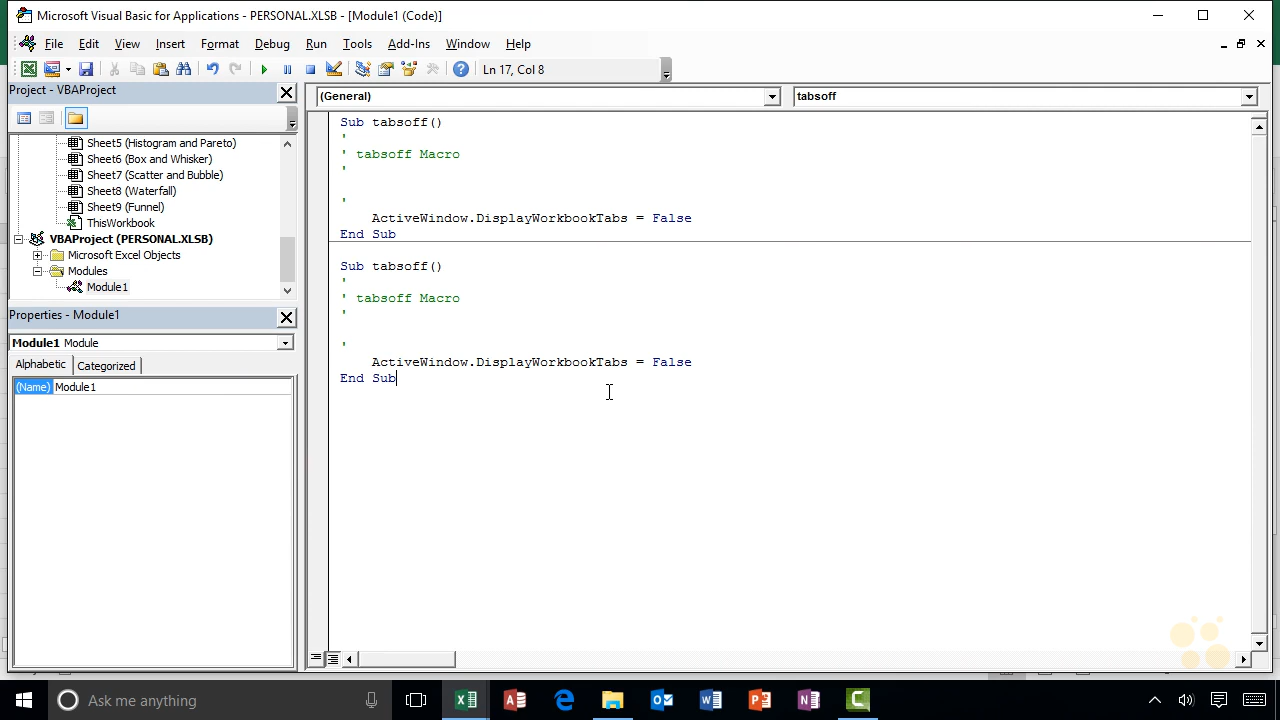 Microsoft Visual Basic for Applications - PERSONAL.XLSB - [Module1 (Code)]
File Edit View Insert Format Debug Run Tools Add-Ins Window Help
Ln 17, Col 8
Project - VBAProject
Sheet5 (Histogram and Pareto)
Sheet6 (Box and Whisker)
Sheet7 (Scatter and Bubble)
Sheet8 (Waterfall)
Sheet9 (Funnel)
ThisWorkbook
VBAProject (PERSONAL.XLSB)
Microsoft Excel Objects
Modules
Module1
Properties - Module1
Module1 Module
Alphabetic Categorized
(Name) Module1
(General) tabsoff
Sub tabsoff()
'
' tabsoff Macro
'
'
ActiveWindow.DisplayWorkbookTabs = False
End Sub
Sub tabsoff()
'
' tabsoff Macro
'
'
ActiveWindow.DisplayWorkbookTabs = False
End Sub
Ask me anything